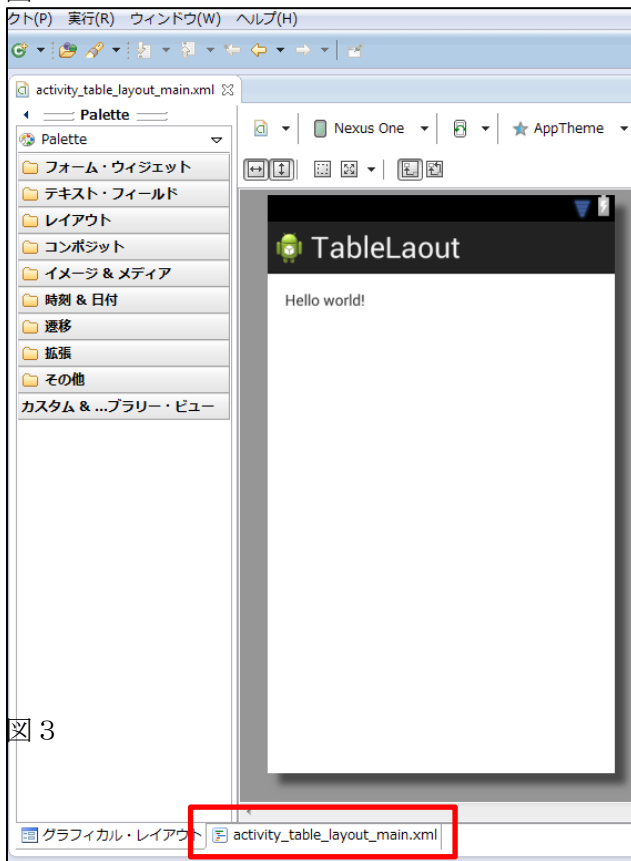 クト(P) 実行(R) ウィンドウ(W) ヘルプ(H)
activity_table_layout_main.xml
Palette
Palette
Nexus One
AppTheme
フォーム・ウィジェット
テキスト・フィールド
レイアウト
コンポジット
イメージ & メディア
時刻 & 日付
遷移
拡張
その他
カスタム & ...ブラリー・ビュー
TableLaout
Hello world!
図３
グラフィカル・レイアウト
activity_table_layout_main.xml